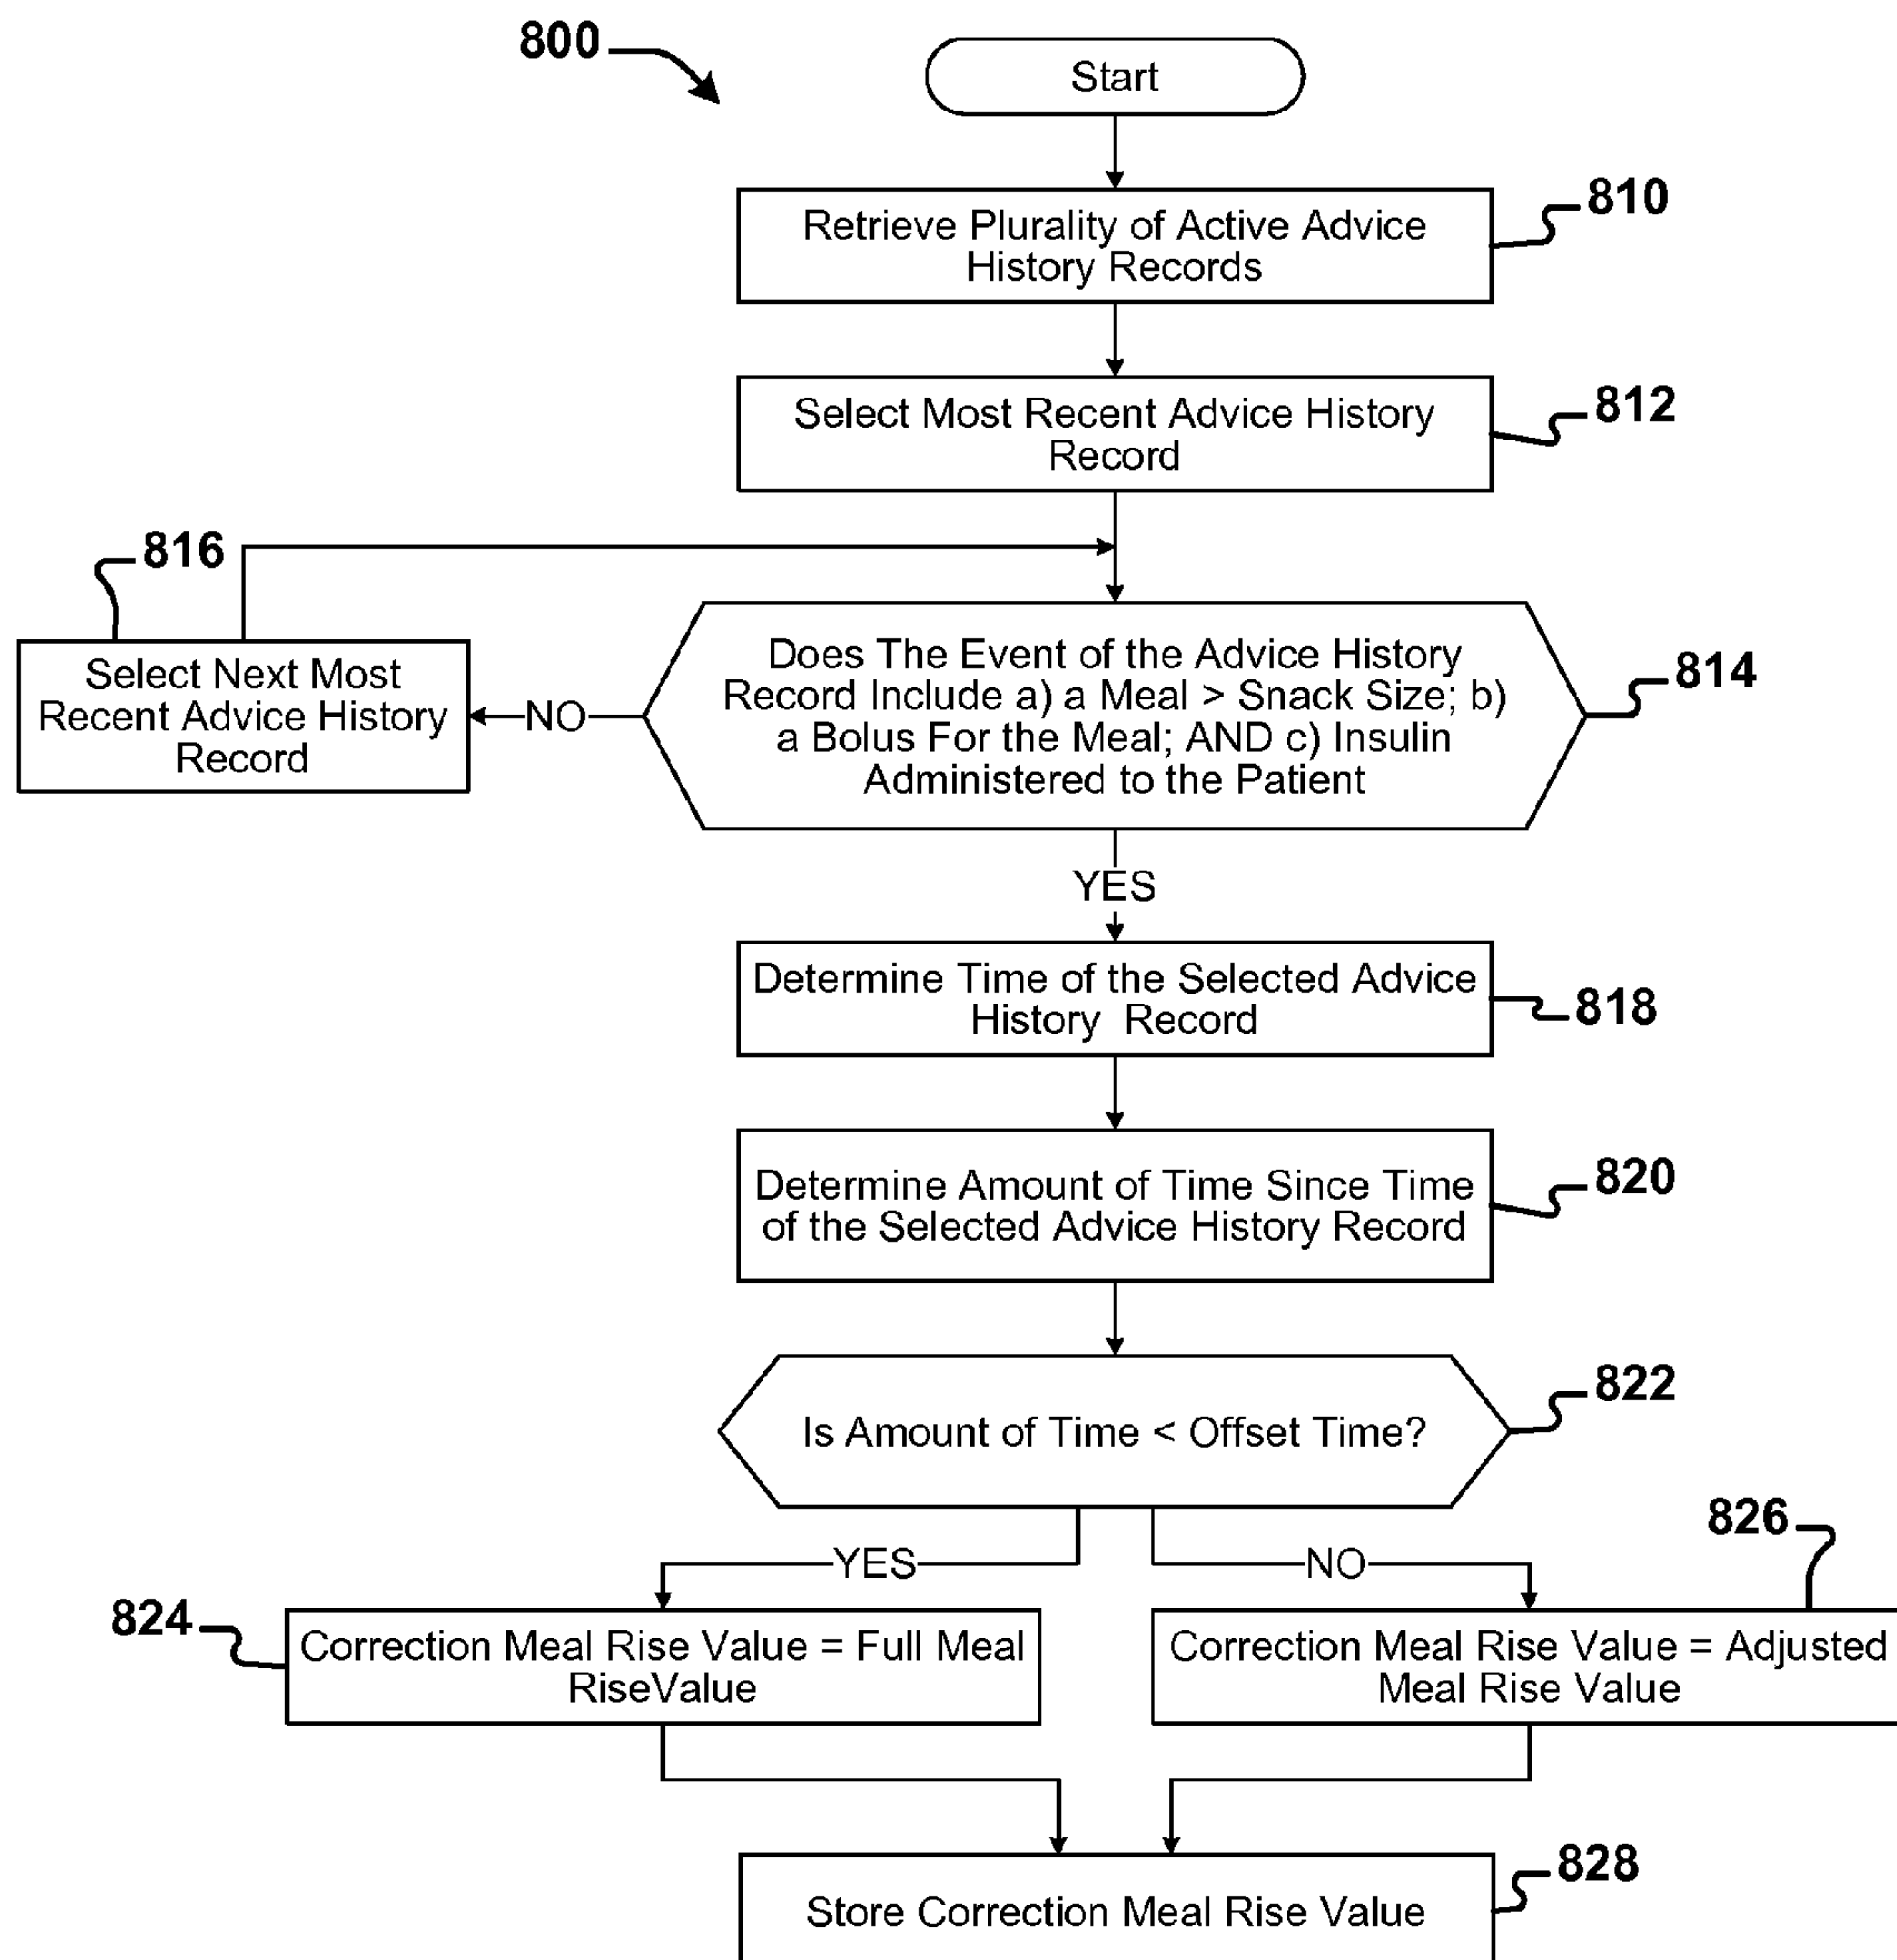 800
Start
Retrieve Plurality of Active Advice
History Records
810
Select Most Recent Advice History
Record
812
816
Select Next Most
Recent Advice History
Record
NO
Does The Event of the Advice History
Record Include a) a Meal > Snack Size; b)
a Bolus For the Meal; AND c) Insulin
Administered to the Patient
814
YES
Determine Time of the Selected Advice
History Record
818
Determine Amount of Time Since Time
of the Selected Advice History Record
820
Is Amount of Time < Offset Time?
822
YES
NO
826
824
Correction Meal Rise Value = Full Meal
RiseValue
Correction Meal Rise Value = Adjusted
Meal Rise Value
Store Correction Meal Rise Value
828